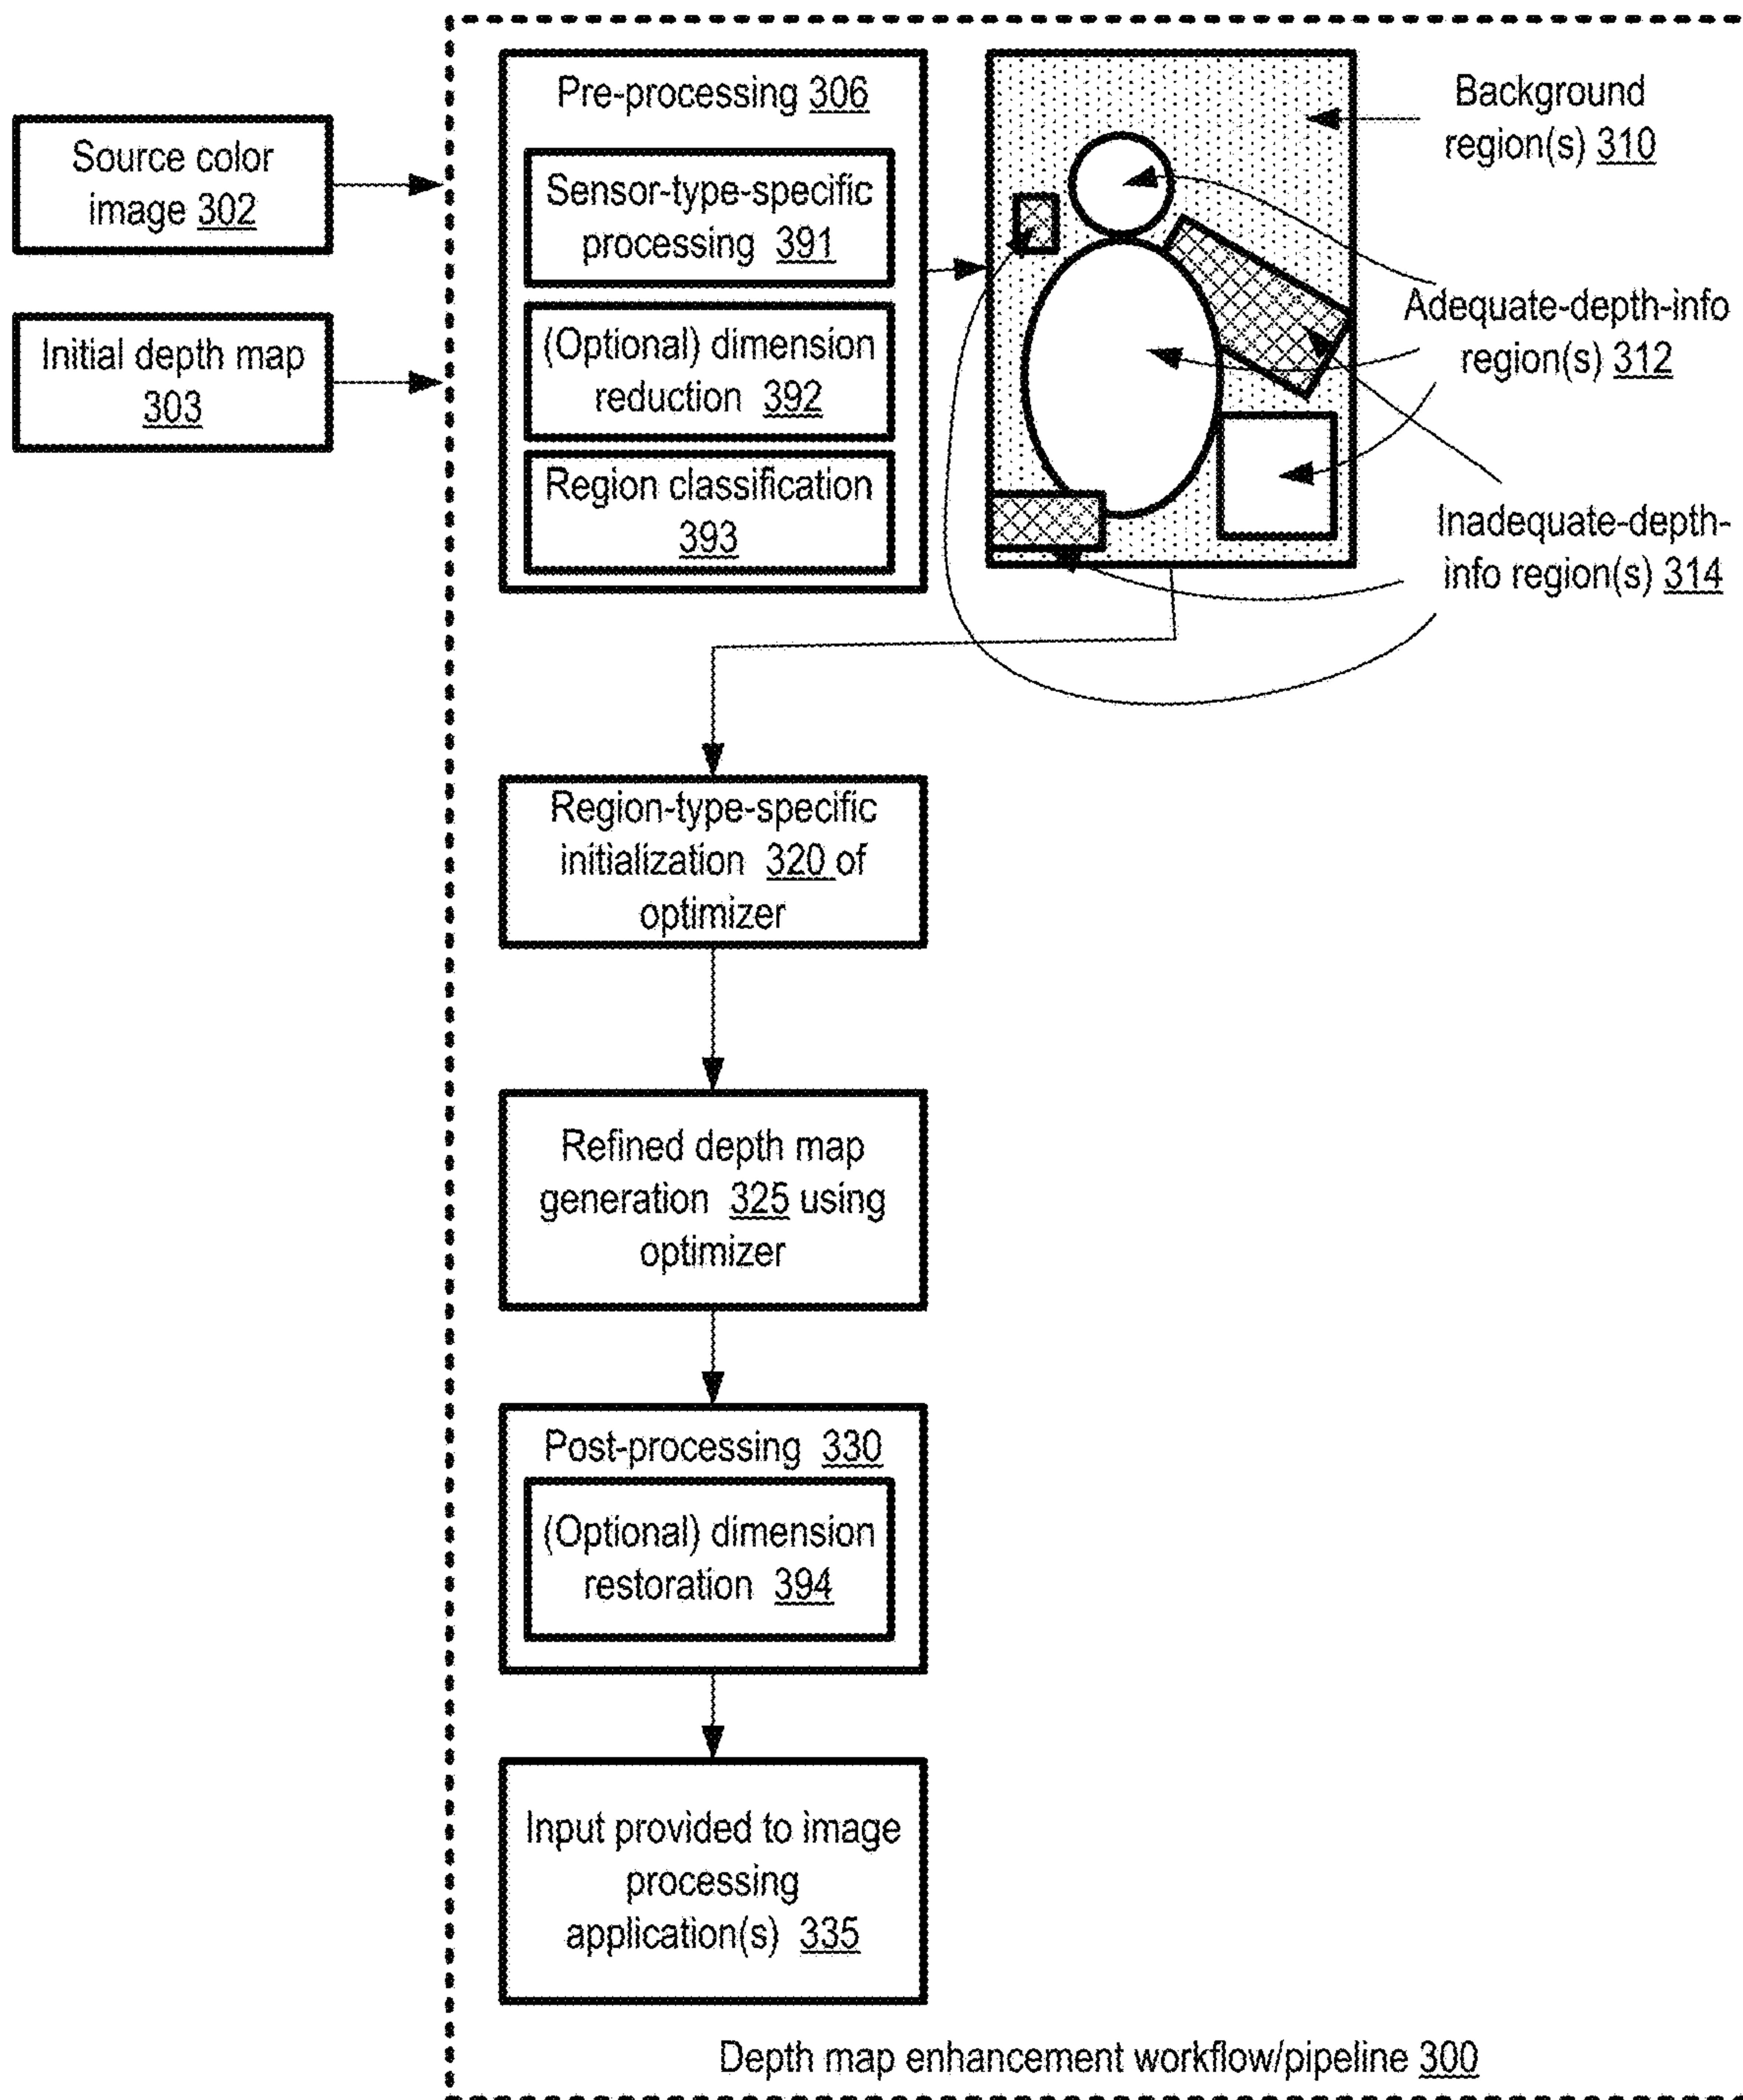 Source color
image 302
Initial depth map
303
Pre-processing 306
Sensor-type-specific
processing 391
(Optional) dimension
reduction 392
Region classification
393
Background
region(s) 310
Adequate-depth-info
region(s) 312
Inadequate-depth-
info region(s) 314
Region-type-specific
initialization 320 of
optimizer
Refined depth map
generation 325 using
optimizer
Post-processing 330
(Optional) dimension
restoration 394
Input provided to image
processing
application(s) 335
Depth map enhancement workflow/pipeline 300